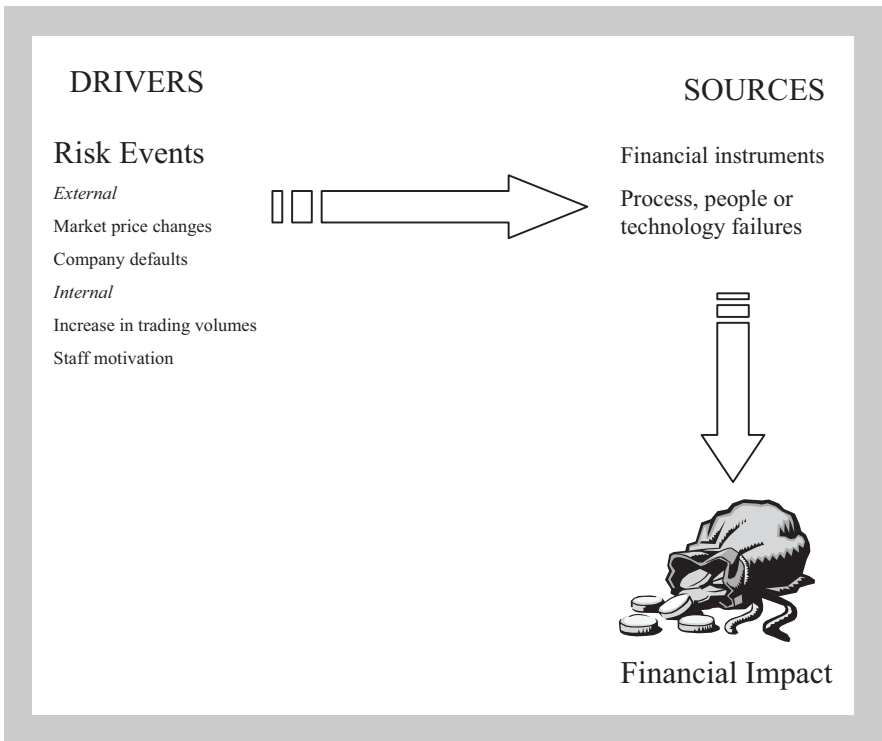 DRIVERS
Risk Events
External
Market price changes
Company defaults
Internal
Increase in trading volumes
Staff motivation
SOURCES
Financial instruments
Process, people or
technology failures
Financial Impact